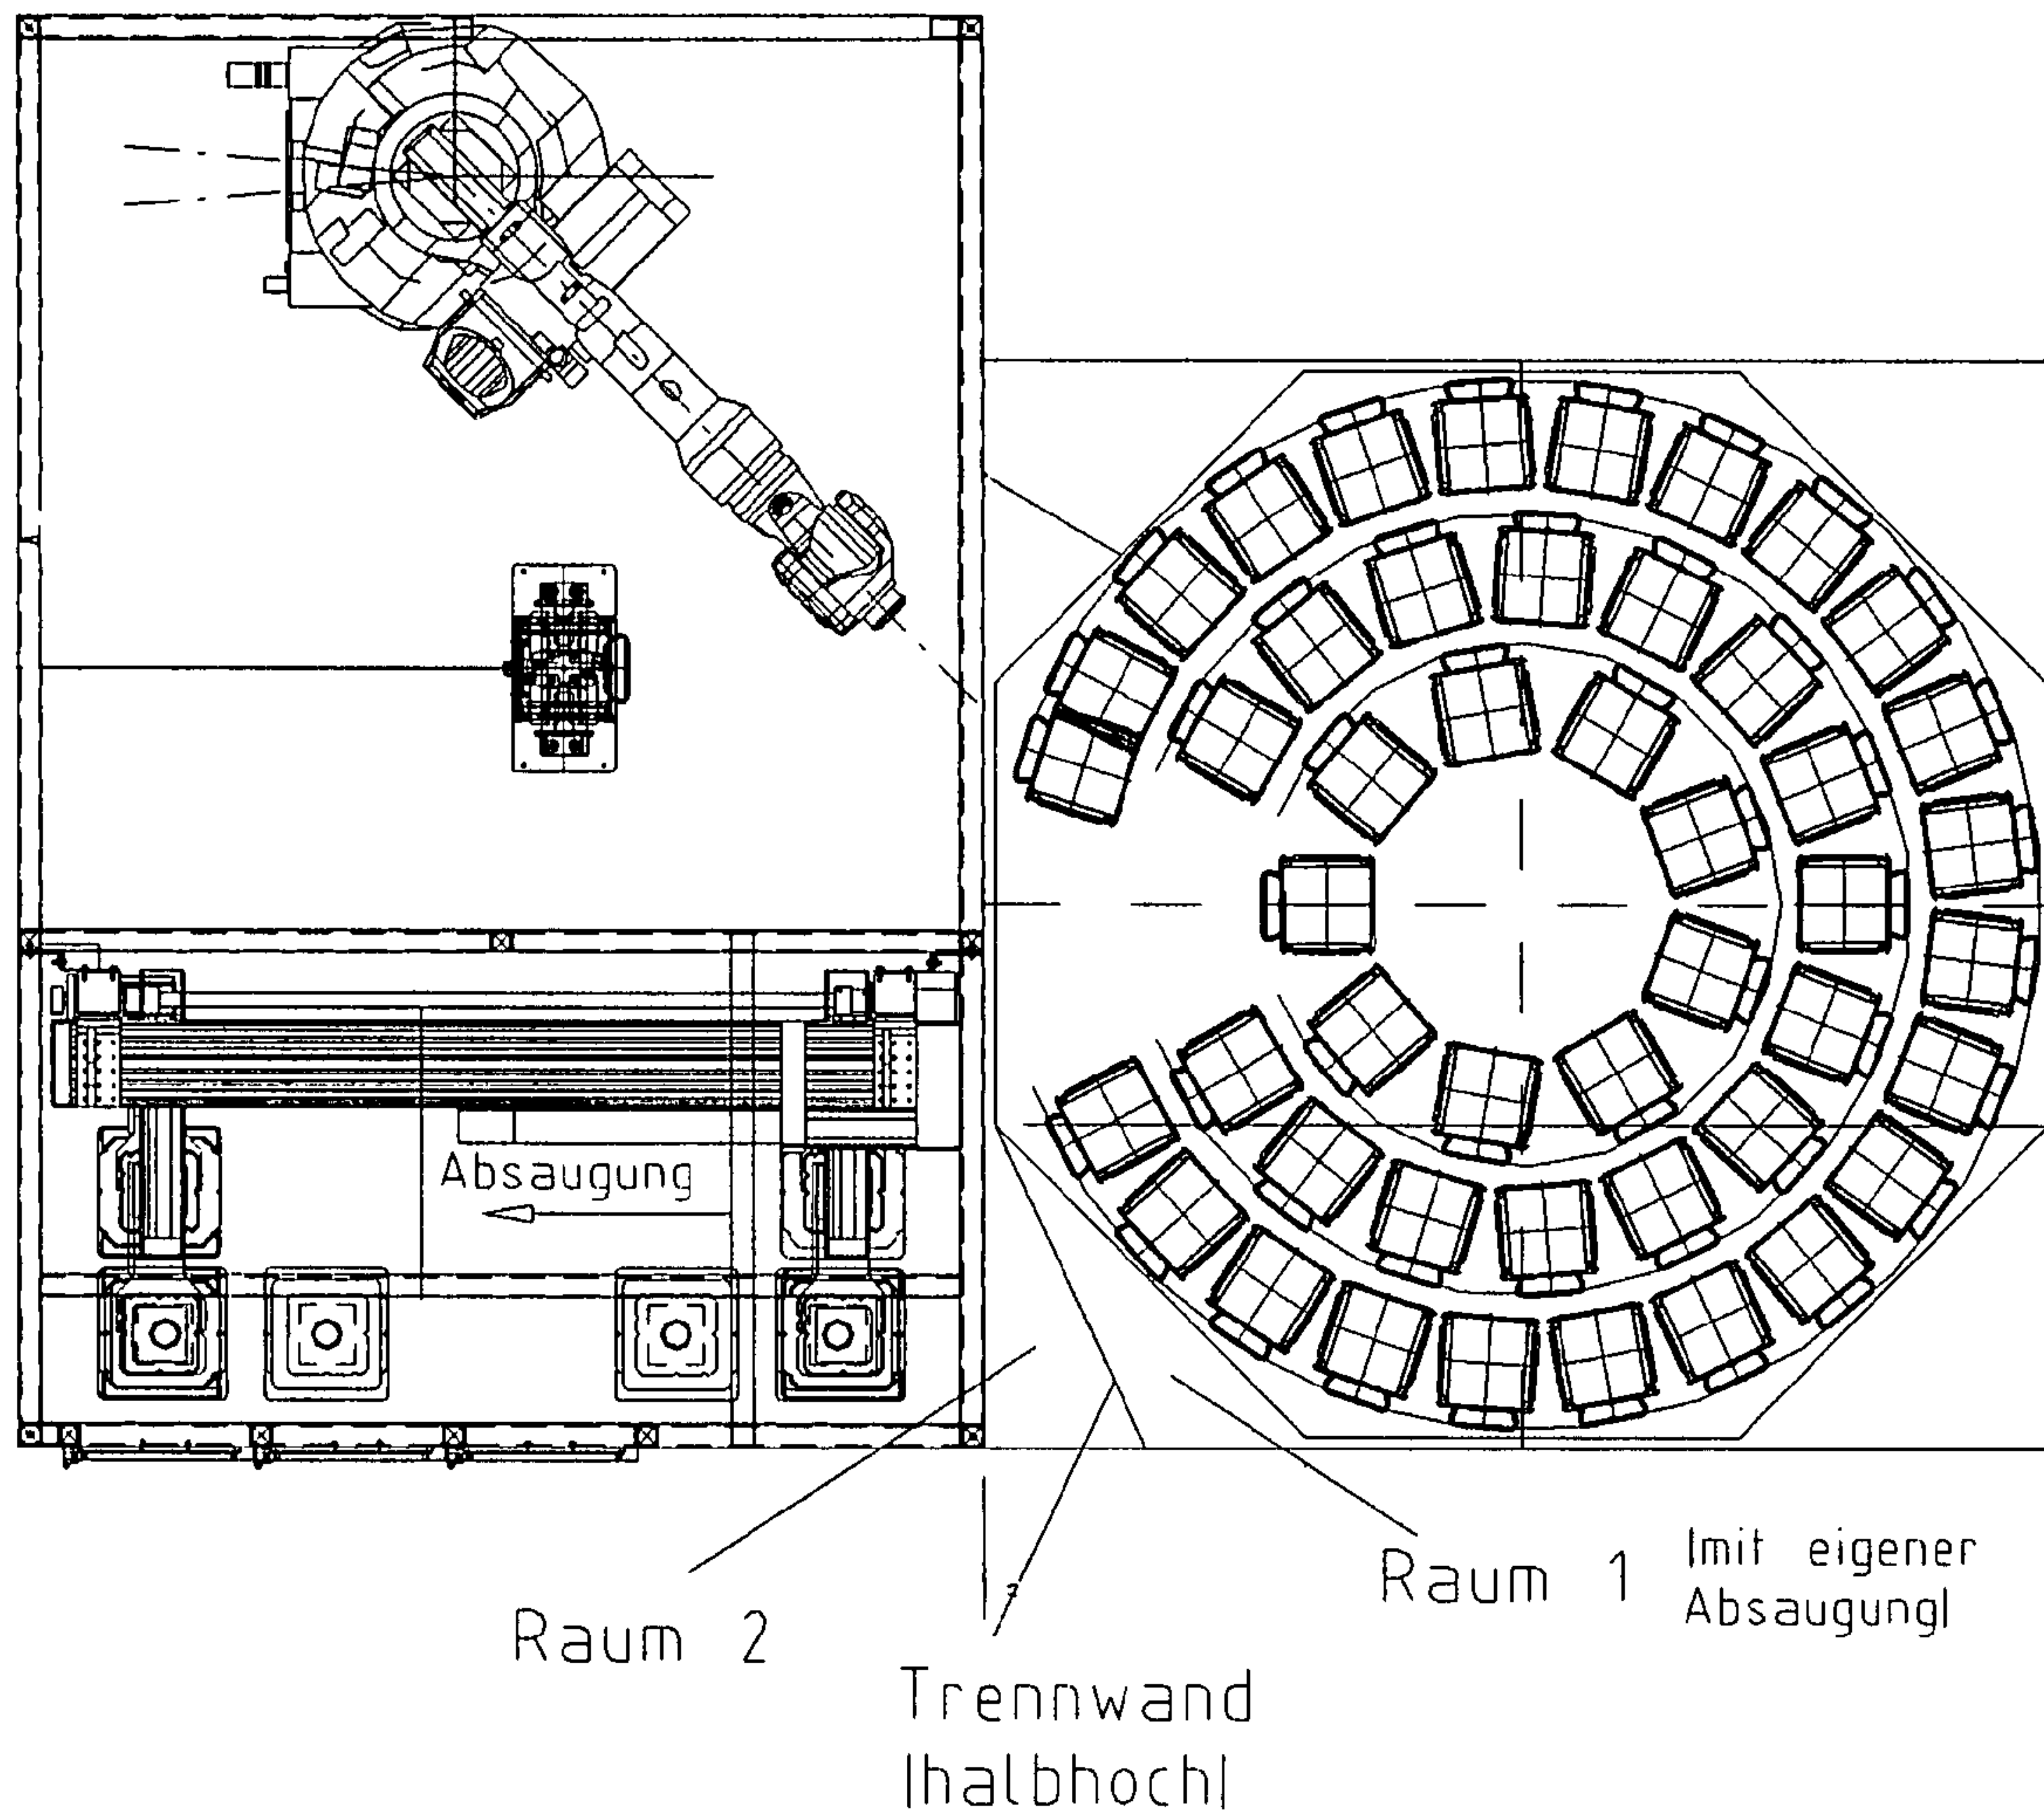 Absaugung
Raum 1
|mit eigener
Absaugung|
Raum 2
Trennwand
|halbhoch|